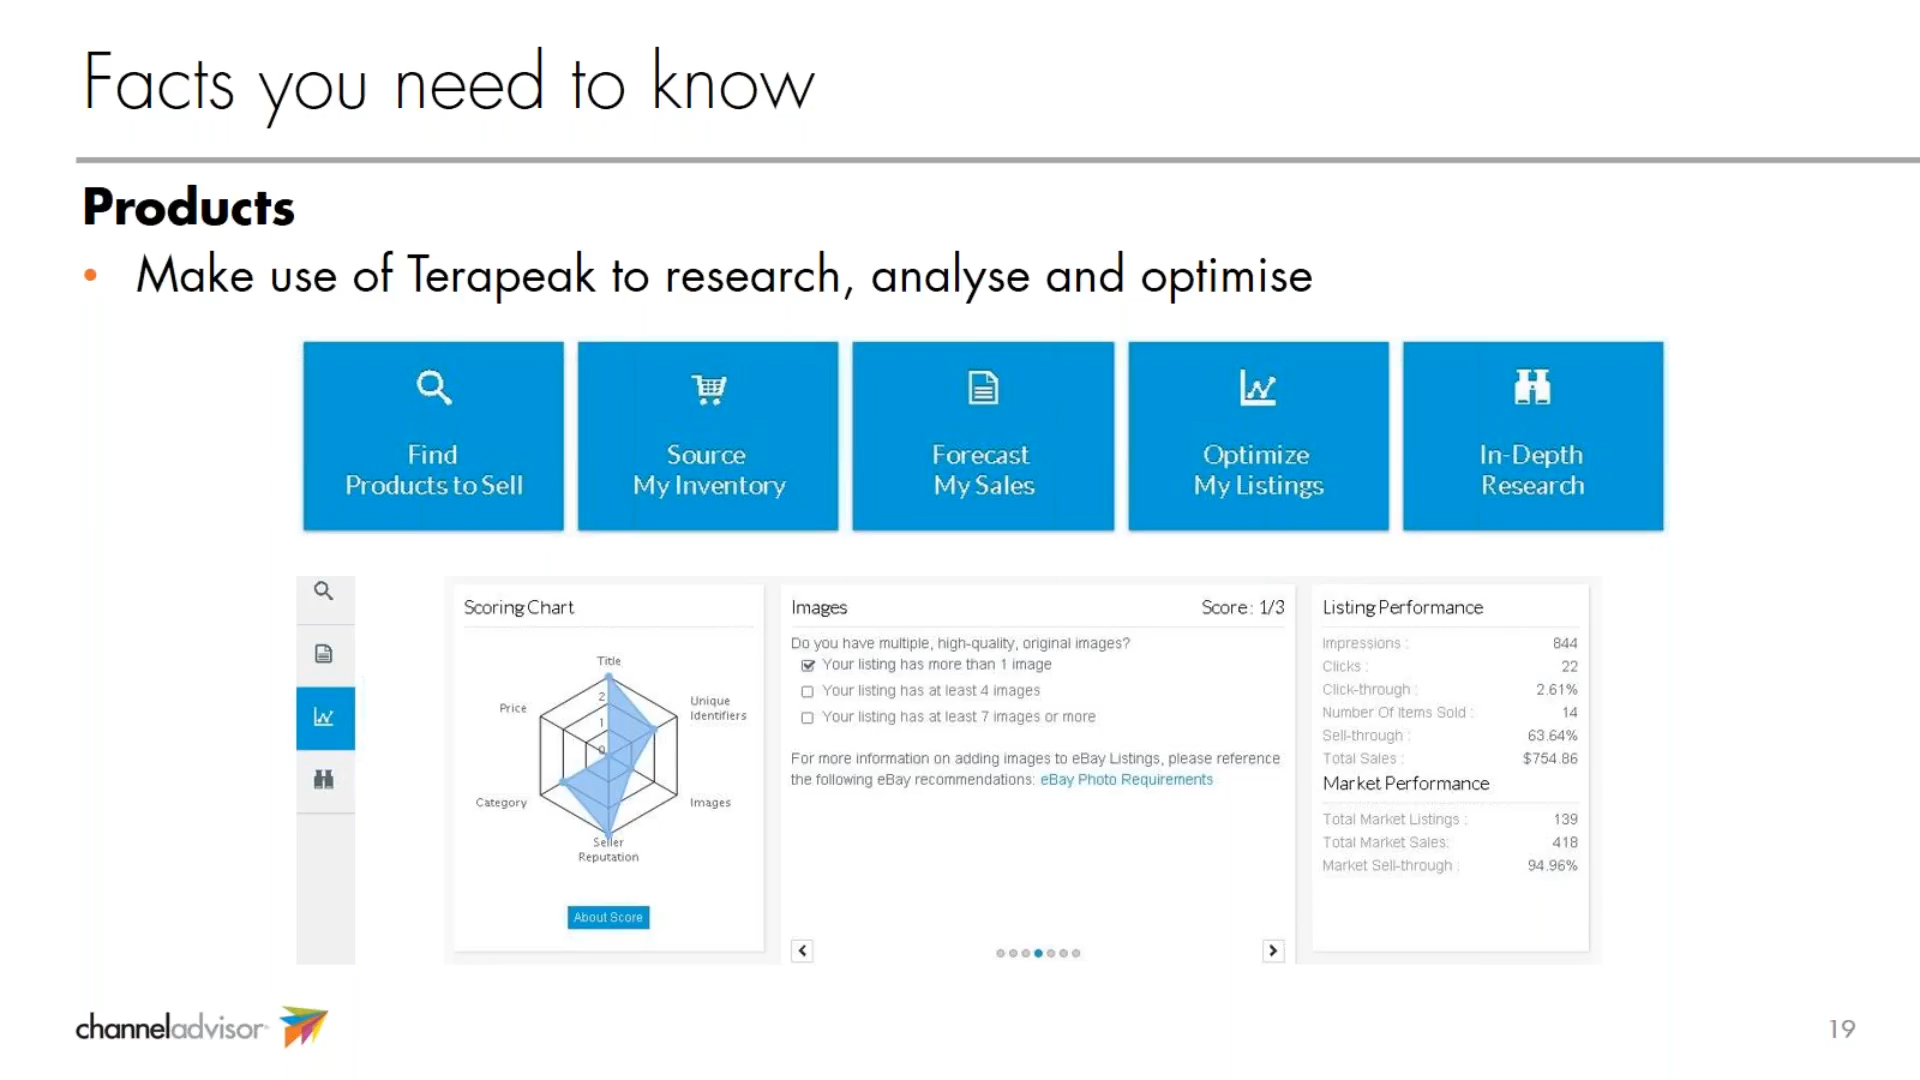 Facts you need to know
Products
• Make use of Terapeak to research, analyse and optimise
Find
Products to Sell
Source
My Inventory
Forecast
My Sales
Optimize
My Listings
In-Depth
Research
Scoring Chart
Title
Unique
Identifiers
Images
Seller
Reputation
Category
Price
2
1
0
About Score
Images
Score: 1/3
Do you have multiple, high-quality, original images?
Your listing has more than 1 image
Your listing has at least 4 images
Your listing has at least 7 images or more
For more information on adding images to eBay Listings, please reference
the following eBay recommendations: eBay Photo Requirements
Listing Performance
Impressions : 844
Clicks : 22
Click-through : 2.61%
Number Of Items Sold : 14
Sell-through : 63.64%
Total Sales : $754.86
Market Performance
Total Market Listings : 139
Total Market Sales: 418
Market Sell-through : 94.96%
channeladvisor
19